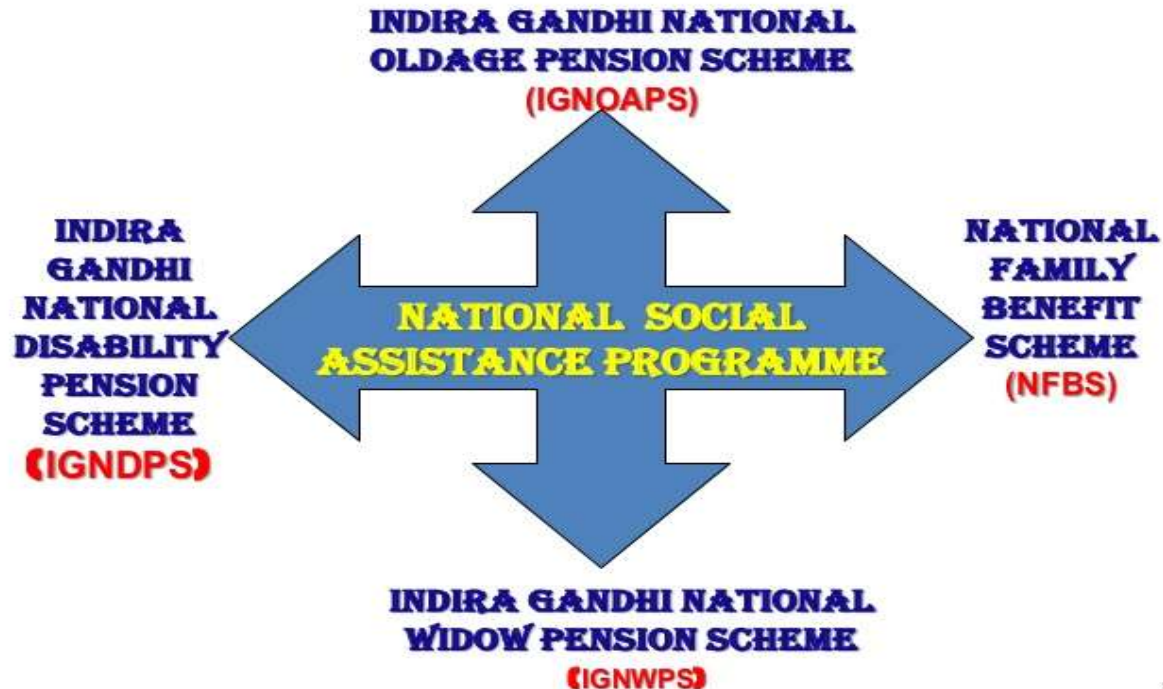 INDIRA GANDHI NATIONAL
OLDAGE PENSION SCHEME
(IGNOAPS)
INDIRA
GANDHI
NATIONAL
DISABILITY
PENSION
SCHEME
(IGNDPS)
NATIONAL SOCIAL
ASSISTANCE PROGRAMME
NATIONAL
FAMILY
BENEFIT
SCHEME
(NFBS)
INDIRA GANDHI NATIONAL
WIDOW PENSION SCHEME
(IGNWPS)